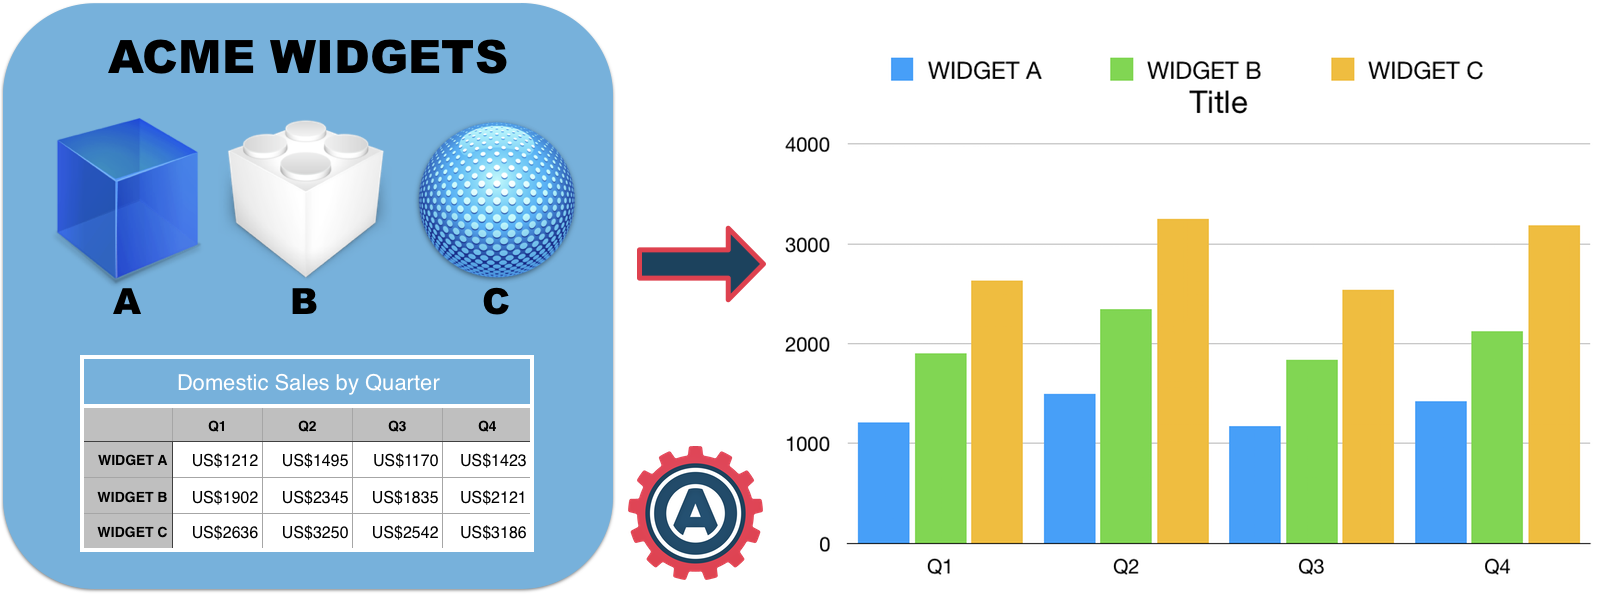 ACME WIDGETS
A B C
Domestic Sales by Quarter
Q1 Q2 Q3 Q4
WIDGET A US$1212 US$1495 US$1170 US$1423
WIDGET B US$1902 US$2345 US$1835 US$2121
WIDGET C US$2636 US$3250 US$2542 US$3186
A
WIDGET A WIDGET B WIDGET C
Title
4000
3000
2000
1000
0
Q1 Q2 Q3 Q4